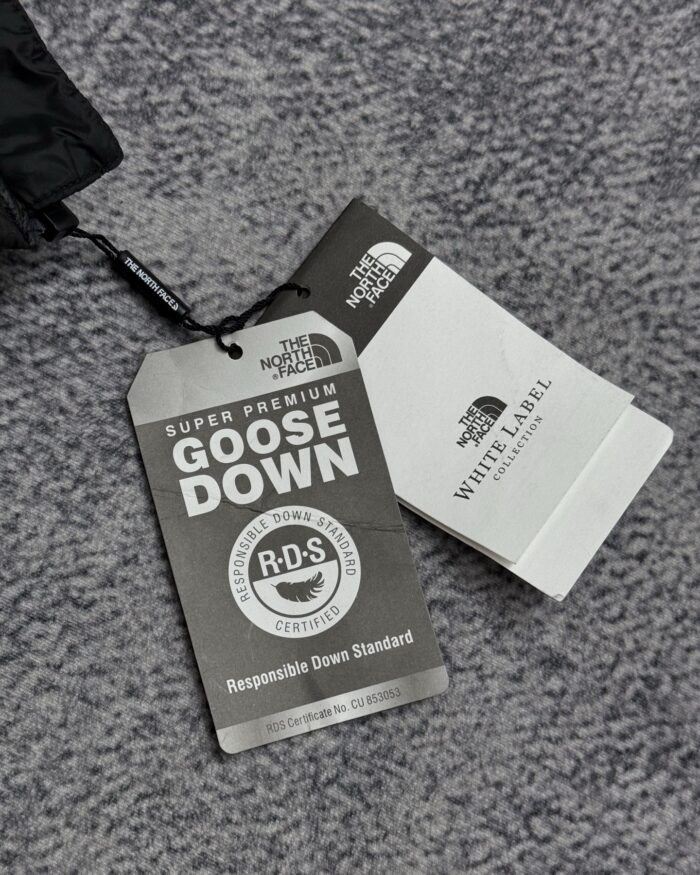 THE NORTH FACE
THE
NORTH
FACE
THE
NORTH
®FACE
SUPER PREMIUM
GOOSE
DOWN
RESPONSIBLE DOWN STANDARD
R·D·S
CERTIFIED
Responsible Down Standard
RDS Certificate No. CU 853053
THE
NORTH
FACE
WHITE LABEL
COLLECTION